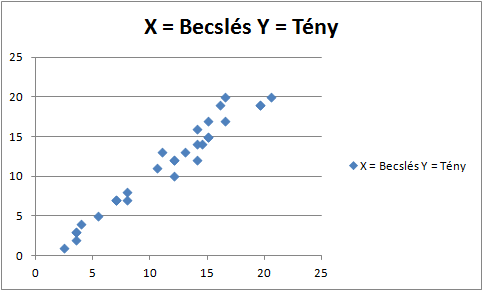 X = Becslés Y = Tény
25
20
15
10
5
0
X = Becslés Y = Tény
0 5 10 15 20 25